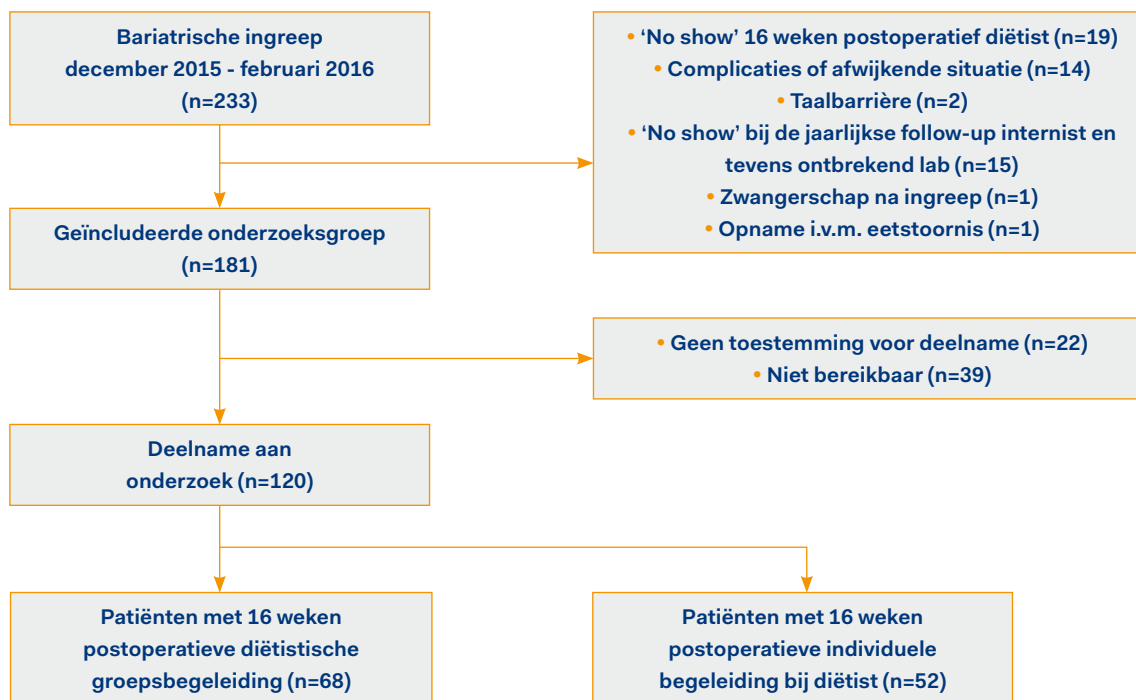 Bariatrische ingreep
december 2015 - februari 2016
(n=233)
• ‘No show’ 16 weken postoperatief diëtist (n=19)
• Complicaties of afwijkende situatie (n=14)
• Taalbarrière (n=2)
• ‘No show’ bij de jaarlijkse follow-up internist en
tevens ontbrekend lab (n=15)
• Zwangerschap na ingreep (n=1)
• Opname i.v.m. eetstoornis (n=1)
Geïncludeerde onderzoeksgroep
(n=181)
• Geen toestemming voor deelname (n=22)
• Niet bereikbaar (n=39)
Deelname aan
onderzoek (n=120)
Patiënten met 16 weken
postoperatieve diëtistische
groepsbegeleiding (n=68)
Patiënten met 16 weken
postoperatieve individuele
begeleiding bij diëtist (n=52)